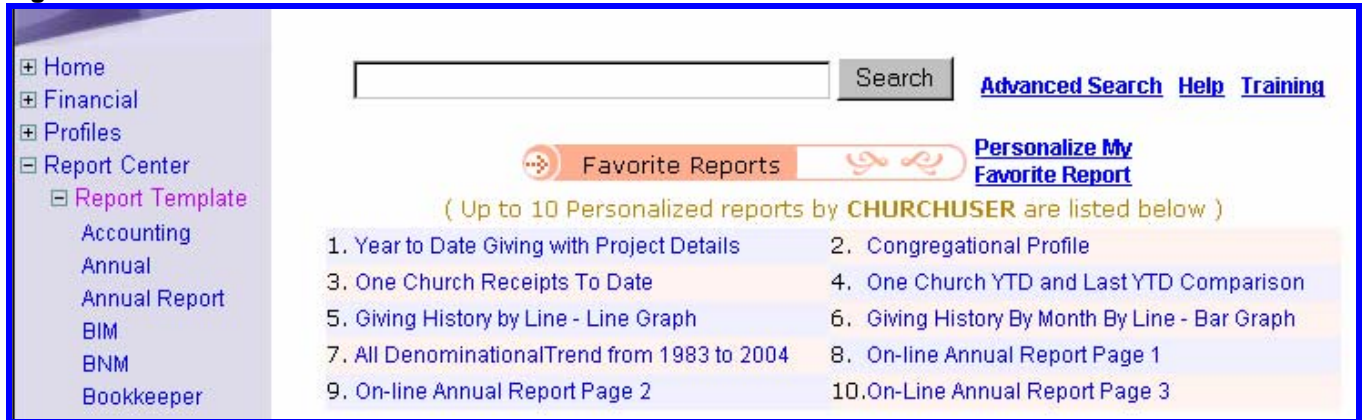 Home
Financial
Profiles
Report Center
Report Template
Accounting
Annual
Annual Report
BIM
BNM
Bookkeeper
Search Advanced Search Help Training
Favorite Reports Personalize My
Favorite Report
( Up to 10 Personalized reports by CHURCHUSER are listed below )
1. Year to Date Giving with Project Details 2. Congregational Profile
3. One Church Receipts To Date 4. One Church YTD and Last YTD Comparison
5. Giving History by Line - Line Graph 6. Giving History By Month By Line - Bar Graph
7. All DenominationalTrend from 1983 to 2004 8. On-line Annual Report Page 1
9. On-line Annual Report Page 2 10.On-Line Annual Report Page 3